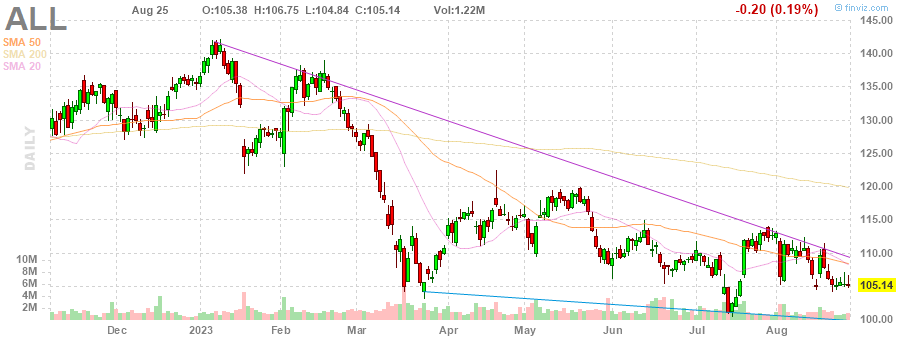 ALL
Aug 25 O:105.38 H:106.75 L:104.84 C:105.14 Vol:1.22M -0.20 (0.19%) finviz.com
SMA 50
SMA 200
SMA 20
DAILY
145.00
140.00
135.00
130.00
125.00
120.00
115.00
110.00
105.14
100.00
10M
8M
6M
4M
2M
Dec 2023 Feb Mar Apr May Jun Jul Aug